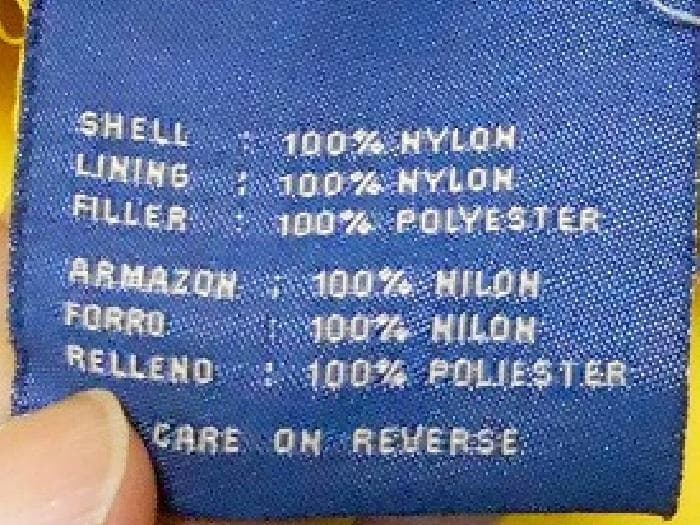 SHELL : 100% NYLON
LINING : 100% NYLON
FILLER : 100% POLYESTER
ARMAZON : 100% NILON
FORRO : 100% NILON
RELLENO : 100% POLIESTER
CARE ON REVERSE